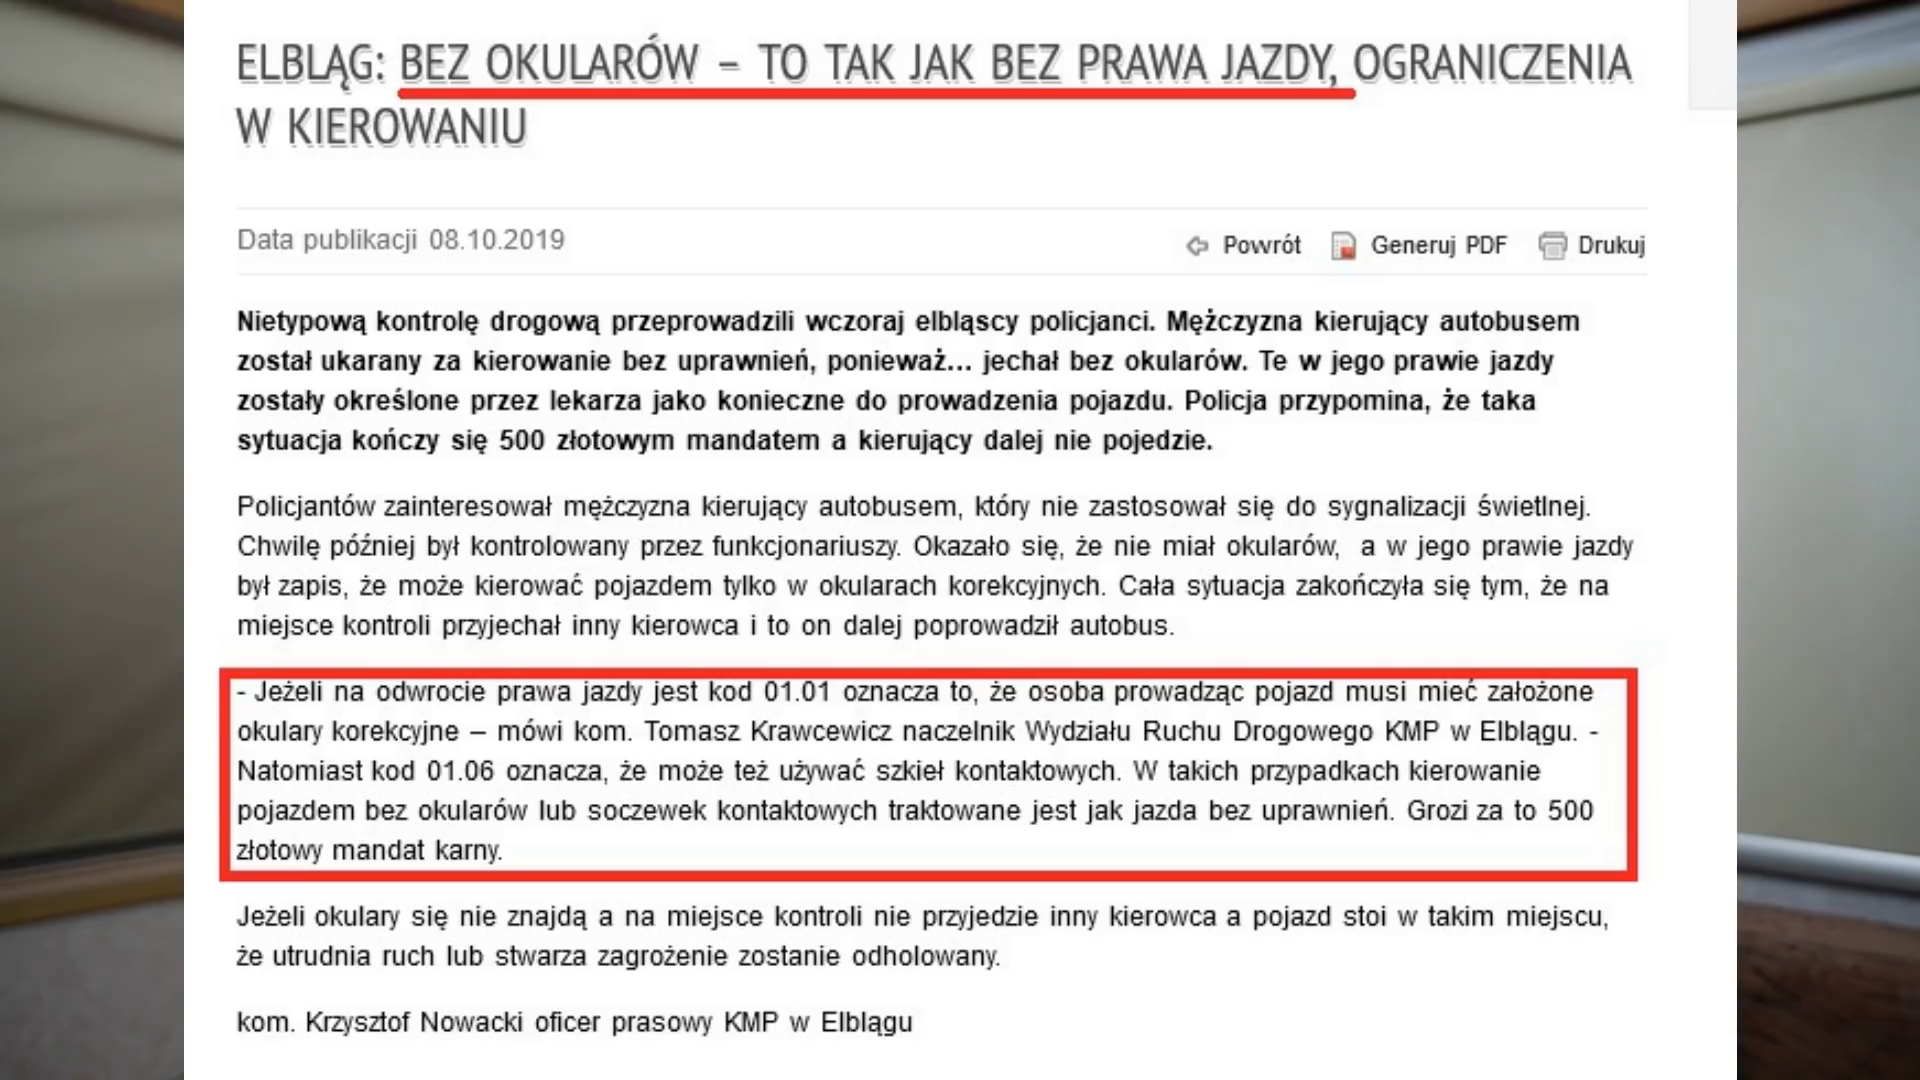 ELBLĄG: BEZ OKULARÓW – TO TAK JAK BEZ PRAWA JAZDY, OGRANICZENIA
W KIEROWANIU
Data publikacji 08.10.2019
Powrót
Generuj PDF
Drukuj
Nietypową kontrolę drogową przeprowadzili wczoraj elbląscy policjanci. Mężczyzna kierujący autobusem
został ukarany za kierowanie bez uprawnień, ponieważ... jechał bez okularów. Te w jego prawie jazdy
zostały określone przez lekarza jako konieczne do prowadzenia pojazdu. Policja przypomina, że taka
sytuacja kończy się 500 złotowym mandatem a kierujący dalej nie pojedzie.
Policjantów zainteresował mężczyzna kierujący autobusem, który nie zastosował się do sygnalizacji świetlnej.
Chwilę później był kontrolowany przez funkcjonariuszy. Okazało się, że nie miał okularów, a w jego prawie jazdy
był zapis, że może kierować pojazdem tylko w okularach korekcyjnych. Cała sytuacja zakończyła się tym, że na
miejsce kontroli przyjechał inny kierowca i to on dalej poprowadził autobus.
- Jeżeli na odwrocie prawa jazdy jest kod 01.01 oznacza to, że osoba prowadząc pojazd musi mieć założone
okulary korekcyjne – mówi kom. Tomasz Krawcewicz naczelnik Wydziału Ruchu Drogowego KMP w Elblągu. -
Natomiast kod 01.06 oznacza, że może też używać szkieł kontaktowych. W takich przypadkach kierowanie
pojazdem bez okularów lub soczewek kontaktowych traktowane jest jak jazda bez uprawnień. Grozi za to 500
złotowy mandat karny.
Jeżeli okulary się nie znajdą a na miejsce kontroli nie przyjedzie inny kierowca a pojazd stoi w takim miejscu,
że utrudnia ruch lub stwarza zagrożenie zostanie odholowany.
kom. Krzysztof Nowacki oficer prasowy KMP w Elblągu